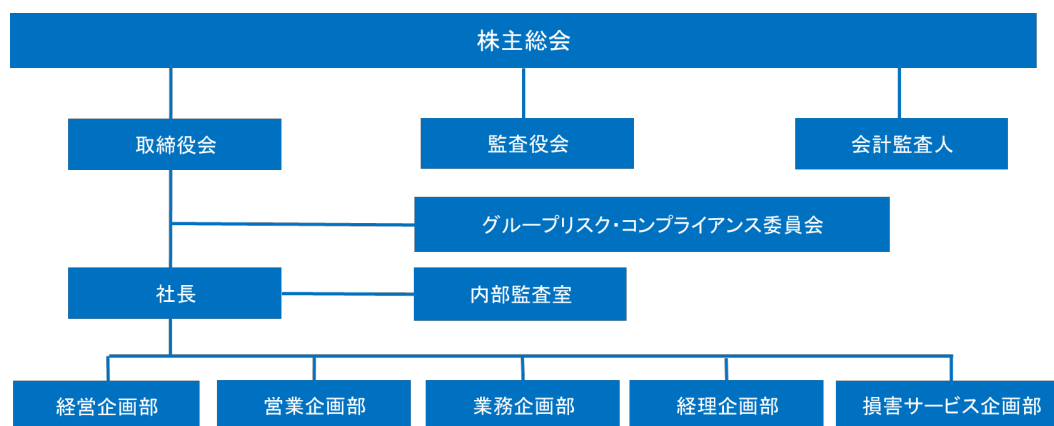 株主総会
取締役会
監査役会
会計監査人
グループリスク・コンプライアンス委員会
社長
内部監査室
経営企画部
営業企画部
業務企画部
経理企画部
損害サービス企画部